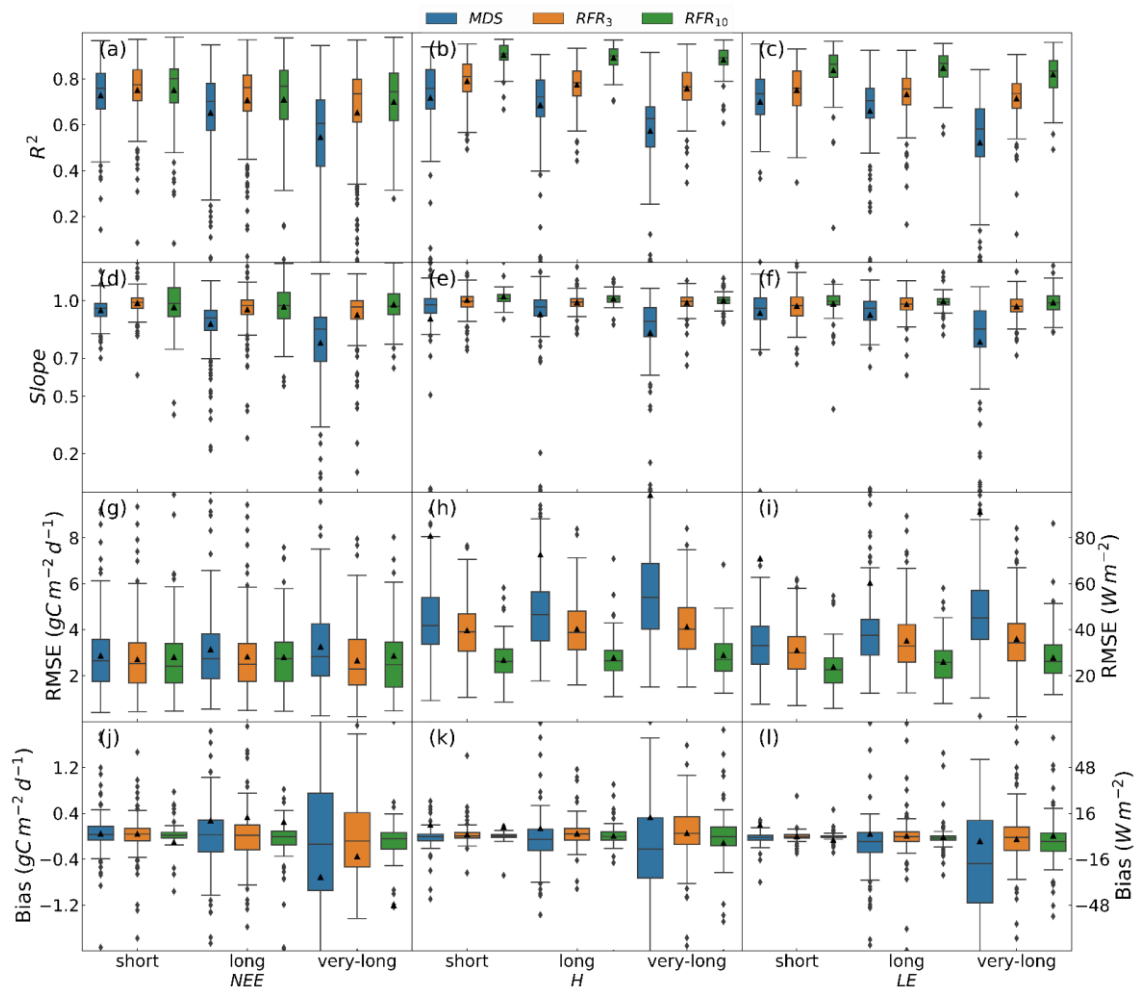 MDS RFR3 RFR10
(a) (b) (c)
0.8
0.6
0.4
0.2
R2
(d) (e) (f)
1.0
0.7
0.5
0.2
Slope
(g) (h) (i)
8 80
6 60
4 40
2 20
RMSE (gC m−2 d−1) RMSE (W m−2)
(j) (k) (l)
1.2 48
0.4 16
−0.4 −16
−1.2 −48
Bias (gC m−2 d−1) Bias (W m−2)
short long very-long short long very-long short long very-long
NEE H LE